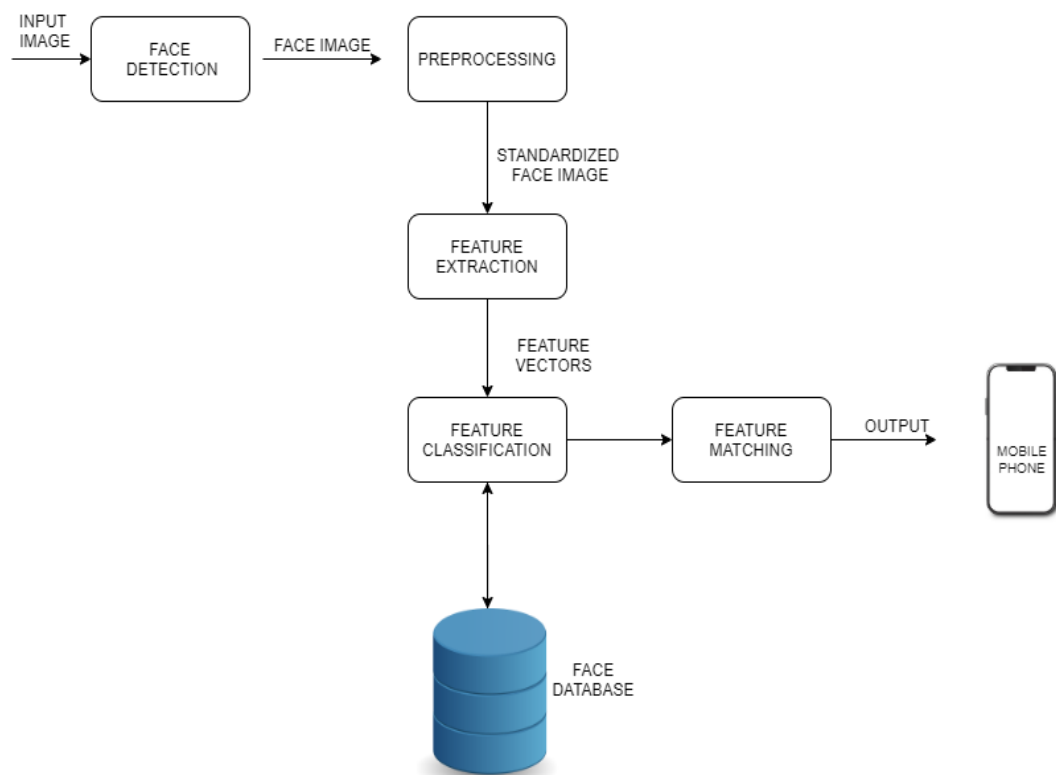 INPUT
IMAGE
FACE
DETECTION
FACE IMAGE
PREPROCESSING
STANDARDIZED
FACE IMAGE
FEATURE
EXTRACTION
FEATURE
VECTORS
FEATURE
CLASSIFICATION
FEATURE
MATCHING
OUTPUT
MOBILE
PHONE
FACE
DATABASE